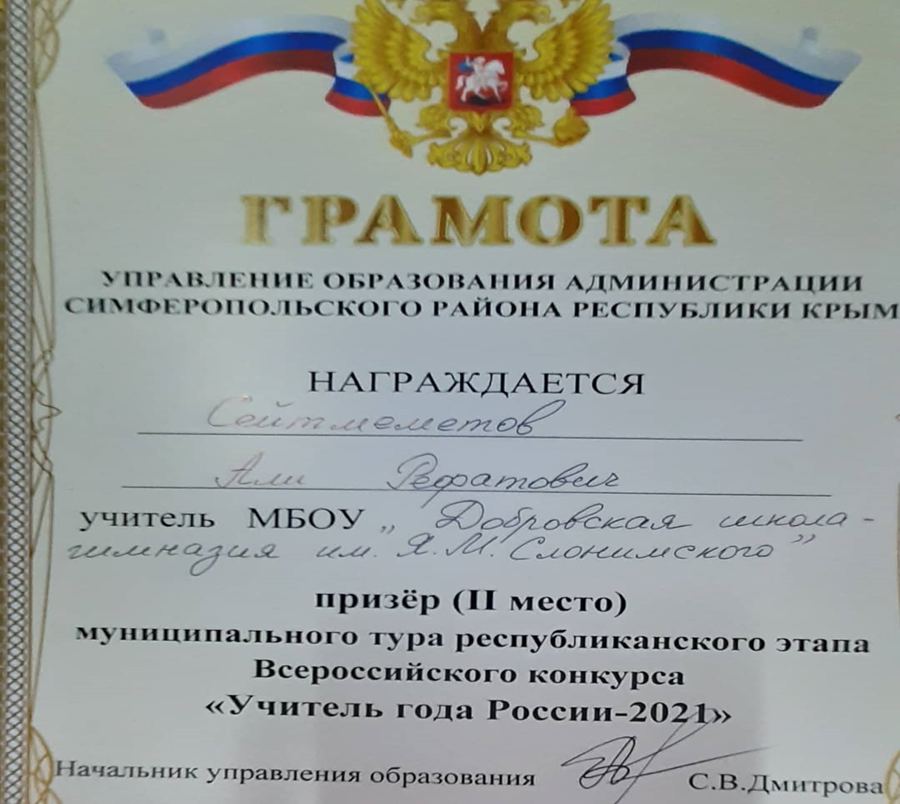 ГРАМОТА
УПРАВЛЕНИЕ ОБРАЗОВАНИЯ АДМИНИСТРАЦИИ
СИМФЕРОПОЛЬСКОГО РАЙОНА РЕСПУБЛИКИ КРЫМ
НАГРАЖДАЕТСЯ
Сейтмеметов
Али Рефатович
учитель МБОУ „Добровская школа-
гимназия им. Я.М. Слонимского”
призёр (II место)
муниципального тура республиканского этапа
Всероссийского конкурса
«Учитель года России-2021»
Начальник управления образования С.В.Дмитрова